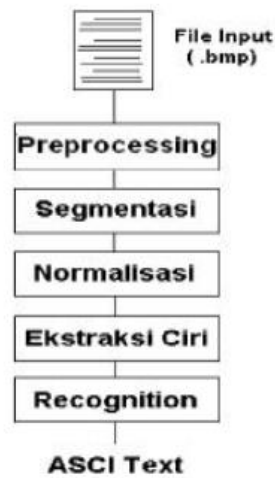 File Input
( .bmp)
Preprocessing
Segmentasi
Normalisasi
Ekstraksi Ciri
Recognition
ASCI Text